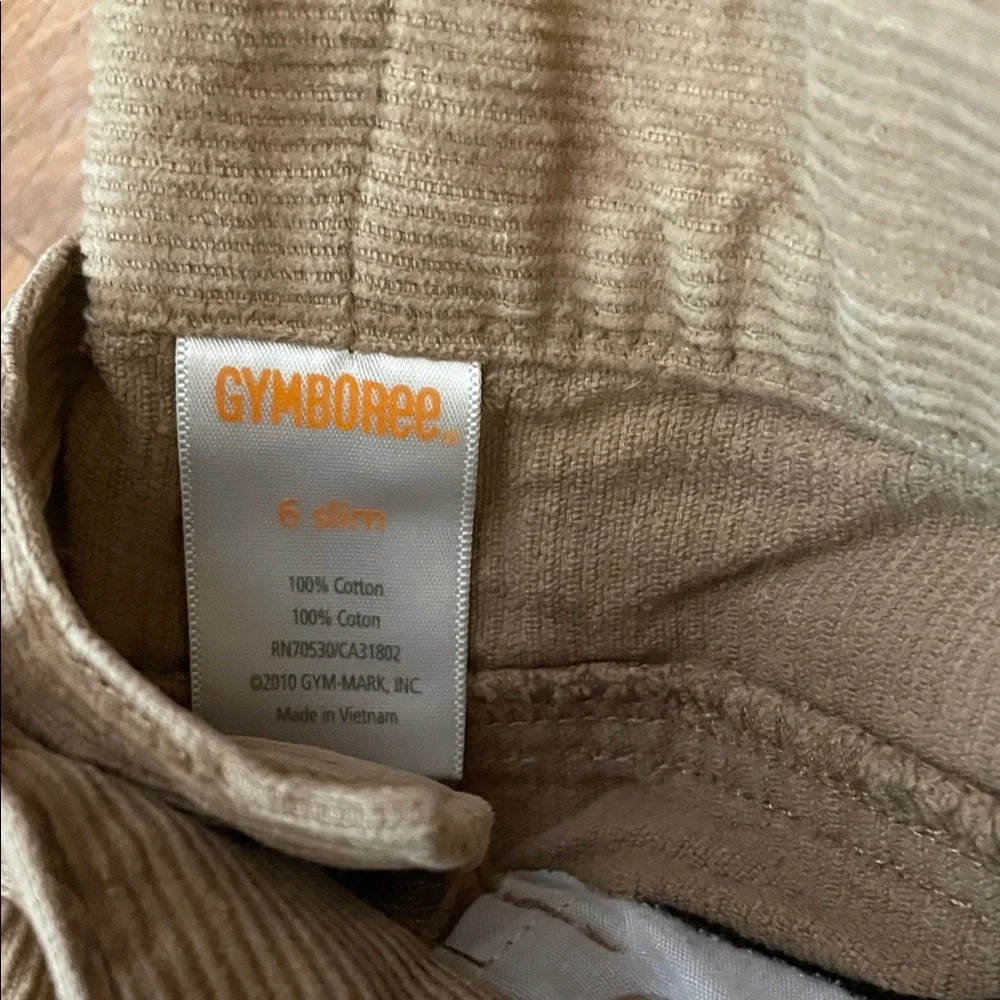 GYMBOREE
6 slim
100% Cotton
100% Coton
RN70530/CA31802
©2010 GYM-MARK, INC.
Made in Vietnam